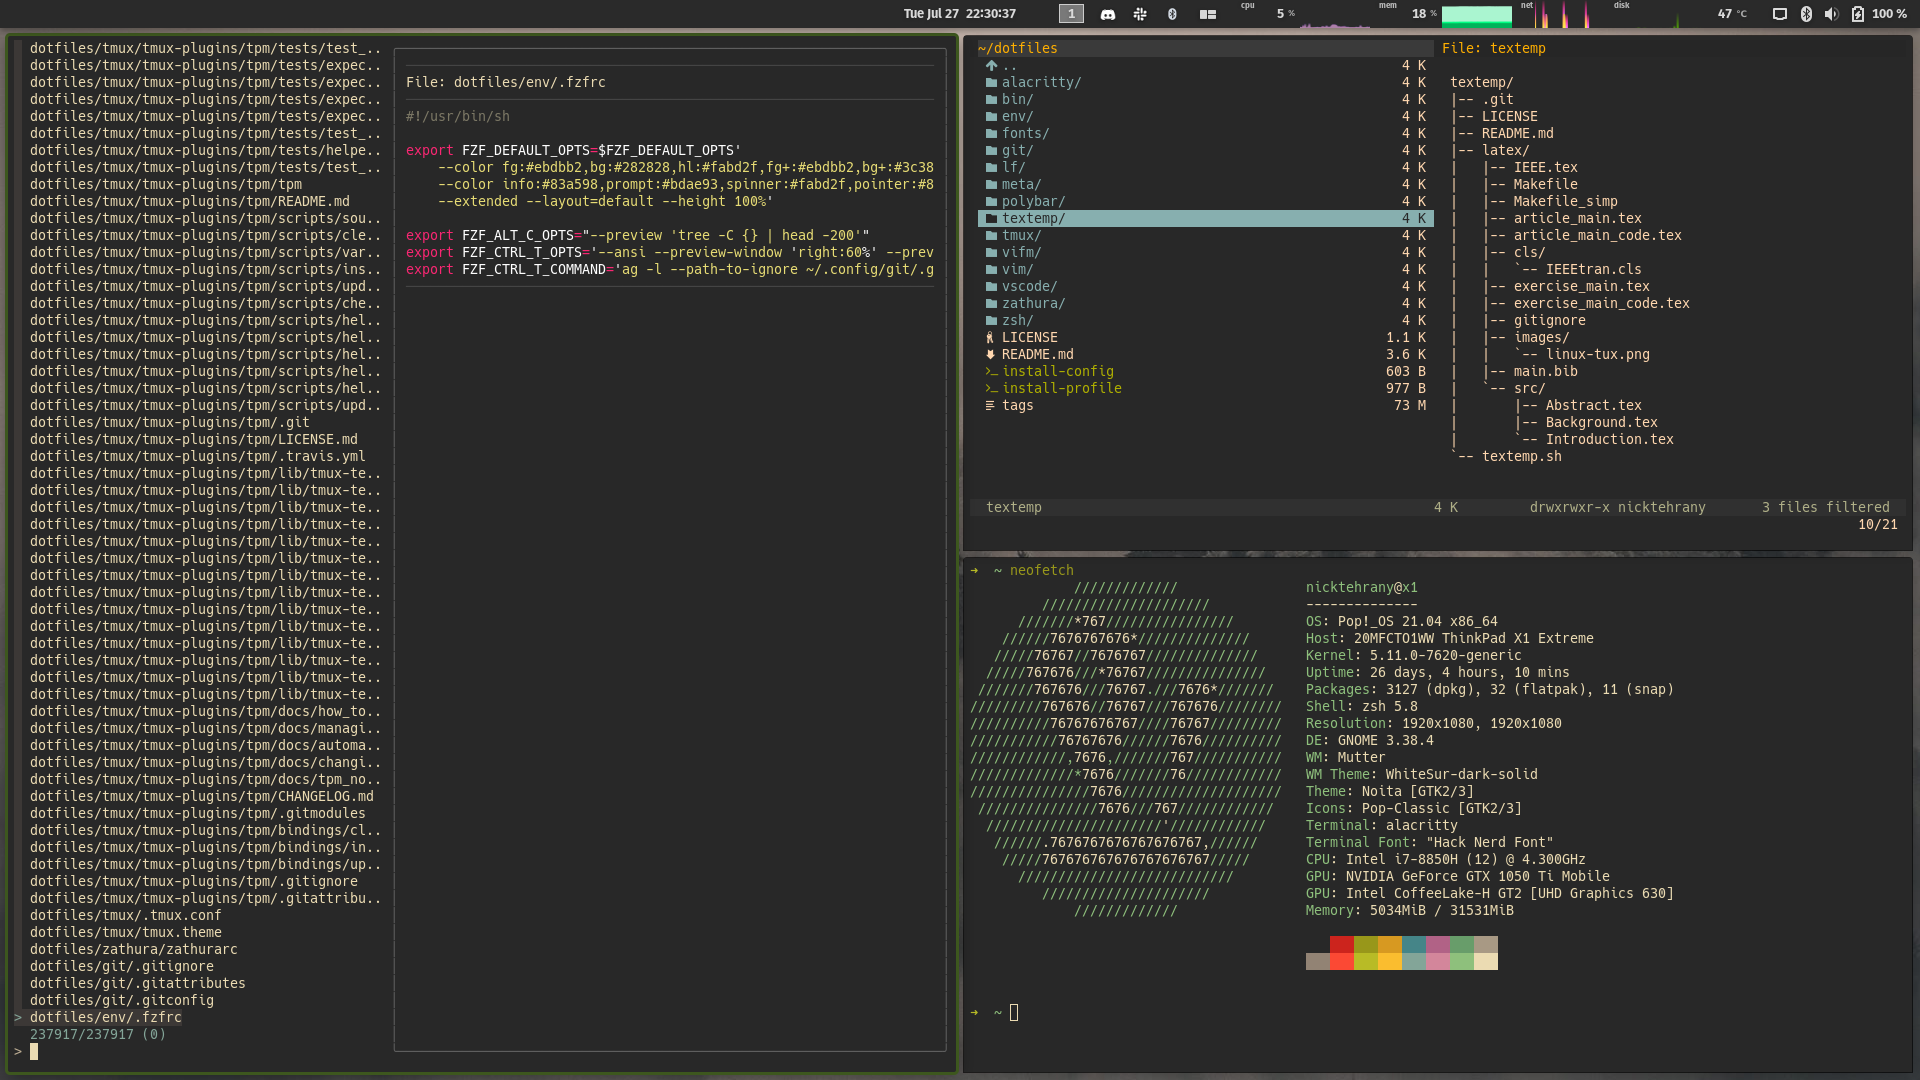 Tue Jul 27  22:30:37
1
cpu
5 %
mem
18 %
net
disk
47 °C
100 %
dotfiles/tmux/tmux-plugins/tpm/tests/test_..
dotfiles/tmux/tmux-plugins/tpm/tests/expec..
dotfiles/tmux/tmux-plugins/tpm/tests/expec..
dotfiles/tmux/tmux-plugins/tpm/tests/expec..
dotfiles/tmux/tmux-plugins/tpm/tests/expec..
dotfiles/tmux/tmux-plugins/tpm/tests/test_..
dotfiles/tmux/tmux-plugins/tpm/tests/helpe..
dotfiles/tmux/tmux-plugins/tpm/tests/test_..
dotfiles/tmux/tmux-plugins/tpm/tpm
dotfiles/tmux/tmux-plugins/tpm/README.md
dotfiles/tmux/tmux-plugins/tpm/scripts/sou..
dotfiles/tmux/tmux-plugins/tpm/scripts/cle..
dotfiles/tmux/tmux-plugins/tpm/scripts/var..
dotfiles/tmux/tmux-plugins/tpm/scripts/ins..
dotfiles/tmux/tmux-plugins/tpm/scripts/upd..
dotfiles/tmux/tmux-plugins/tpm/scripts/che..
dotfiles/tmux/tmux-plugins/tpm/scripts/hel..
dotfiles/tmux/tmux-plugins/tpm/scripts/hel..
dotfiles/tmux/tmux-plugins/tpm/scripts/hel..
dotfiles/tmux/tmux-plugins/tpm/scripts/hel..
dotfiles/tmux/tmux-plugins/tpm/scripts/hel..
dotfiles/tmux/tmux-plugins/tpm/scripts/upd..
dotfiles/tmux/tmux-plugins/tpm/.git
dotfiles/tmux/tmux-plugins/tpm/LICENSE.md
dotfiles/tmux/tmux-plugins/tpm/.travis.yml
dotfiles/tmux/tmux-plugins/tpm/lib/tmux-te..
dotfiles/tmux/tmux-plugins/tpm/lib/tmux-te..
dotfiles/tmux/tmux-plugins/tpm/lib/tmux-te..
dotfiles/tmux/tmux-plugins/tpm/lib/tmux-te..
dotfiles/tmux/tmux-plugins/tpm/lib/tmux-te..
dotfiles/tmux/tmux-plugins/tpm/lib/tmux-te..
dotfiles/tmux/tmux-plugins/tpm/lib/tmux-te..
dotfiles/tmux/tmux-plugins/tpm/lib/tmux-te..
dotfiles/tmux/tmux-plugins/tpm/lib/tmux-te..
dotfiles/tmux/tmux-plugins/tpm/lib/tmux-te..
dotfiles/tmux/tmux-plugins/tpm/lib/tmux-te..
dotfiles/tmux/tmux-plugins/tpm/lib/tmux-te..
dotfiles/tmux/tmux-plugins/tpm/lib/tmux-te..
dotfiles/tmux/tmux-plugins/tpm/lib/tmux-te..
dotfiles/tmux/tmux-plugins/tpm/docs/how_to..
dotfiles/tmux/tmux-plugins/tpm/docs/managi..
dotfiles/tmux/tmux-plugins/tpm/docs/automa..
dotfiles/tmux/tmux-plugins/tpm/docs/changi..
dotfiles/tmux/tmux-plugins/tpm/docs/tpm_no..
dotfiles/tmux/tmux-plugins/tpm/CHANGELOG.md
dotfiles/tmux/tmux-plugins/tpm/.gitmodules
dotfiles/tmux/tmux-plugins/tpm/bindings/cl..
dotfiles/tmux/tmux-plugins/tpm/bindings/in..
dotfiles/tmux/tmux-plugins/tpm/bindings/up..
dotfiles/tmux/tmux-plugins/tpm/.gitignore
dotfiles/tmux/tmux-plugins/tpm/.gitattribu..
dotfiles/tmux/.tmux.conf
dotfiles/tmux/tmux.theme
dotfiles/zathura/zathurarc
dotfiles/git/.gitignore
dotfiles/git/.gitattributes
dotfiles/git/.gitconfig
> dotfiles/env/.fzfrc
237917/237917 (0)
>
File: dotfiles/env/.fzfrc
#!/usr/bin/sh
export FZF_DEFAULT_OPTS=$FZF_DEFAULT_OPTS'
--color fg:#ebdbb2,bg:#282828,hl:#fabd2f,fg+:#ebdbb2,bg+:#3c38
--color info:#83a598,prompt:#bdae93,spinner:#fabd2f,pointer:#8
--extended --layout=default --height 100%'
export FZF_ALT_C_OPTS="--preview 'tree -C {} | head -200'"
export FZF_CTRL_T_OPTS='--ansi --preview-window 'right:60%' --prev
export FZF_CTRL_T_COMMAND='ag -l --path-to-ignore ~/.config/git/.g
~/dotfiles
.. 4 K
alacritty/ 4 K
bin/ 4 K
env/ 4 K
fonts/ 4 K
git/ 4 K
lf/ 4 K
meta/ 4 K
polybar/ 4 K
textemp/ 4 K
tmux/ 4 K
vifm/ 4 K
vim/ 4 K
vscode/ 4 K
zathura/ 4 K
zsh/ 4 K
LICENSE 1.1 K
README.md 3.6 K
install-config 603 B
install-profile 977 B
tags 73 M
File: textemp
textemp/
|-- .git
|-- LICENSE
|-- README.md
|-- latex/
|   |-- IEEE.tex
|   |-- Makefile
|   |-- Makefile_simp
|   |-- article_main.tex
|   |-- article_main_code.tex
|   |-- cls/
|   |   `-- IEEEtran.cls
|   |-- exercise_main.tex
|   |-- exercise_main_code.tex
|   |-- gitignore
|   |-- images/
|   |   `-- linux-tux.png
|   |-- main.bib
|   `-- src/
|       |-- Abstract.tex
|       |-- Background.tex
|       `-- Introduction.tex
`-- textemp.sh
textemp 4 K drwxrwxr-x nicktehrany 3 files filtered
10/21
➜ ~ neofetch
/////////////
/////////////////////
///////*767////////////////
//////7676767676*//////////////
/////76767//7676767//////////////
/////767676///*76767///////////////
///////767676///76767.///7676*///////
/////////767676//76767///767676////////
//////////76767676767////76767/////////
///////////76767676//////7676//////////
////////////,7676,///////767///////////
/////////////*7676///////76////////////
///////////////7676////////////////////
///////////////7676///767////////////
//////////////////////'////////////
//////.7676767676767676767,//////
/////767676767676767676767/////
///////////////////////////
/////////////////////
/////////////
nicktehrany@x1
--------------
OS: Pop!_OS 21.04 x86_64
Host: 20MFCTO1WW ThinkPad X1 Extreme
Kernel: 5.11.0-7620-generic
Uptime: 26 days, 4 hours, 10 mins
Packages: 3127 (dpkg), 32 (flatpak), 11 (snap)
Shell: zsh 5.8
Resolution: 1920x1080, 1920x1080
DE: GNOME 3.38.4
WM: Mutter
WM Theme: WhiteSur-dark-solid
Theme: Noita [GTK2/3]
Icons: Pop-Classic [GTK2/3]
Terminal: alacritty
Terminal Font: "Hack Nerd Font"
CPU: Intel i7-8850H (12) @ 4.300GHz
GPU: NVIDIA GeForce GTX 1050 Ti Mobile
GPU: Intel CoffeeLake-H GT2 [UHD Graphics 630]
Memory: 5034MiB / 31531MiB
➜ ~